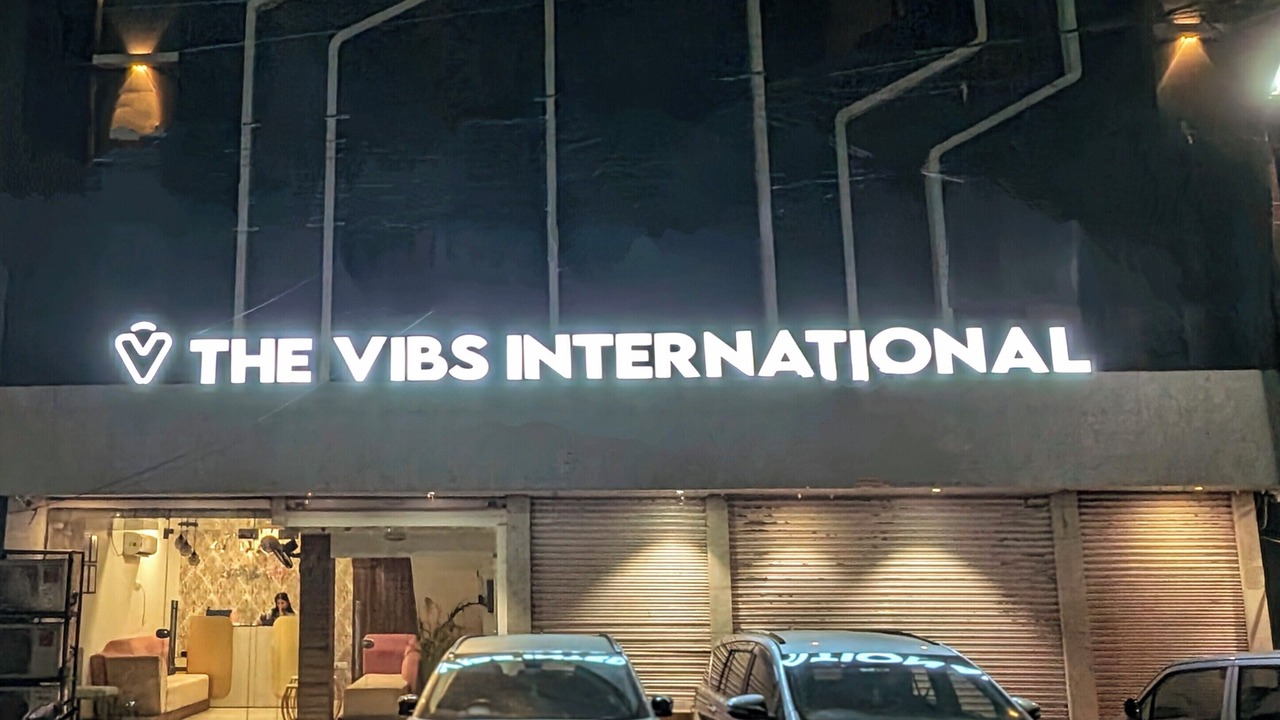 THE VIBS INTERNATIONAL